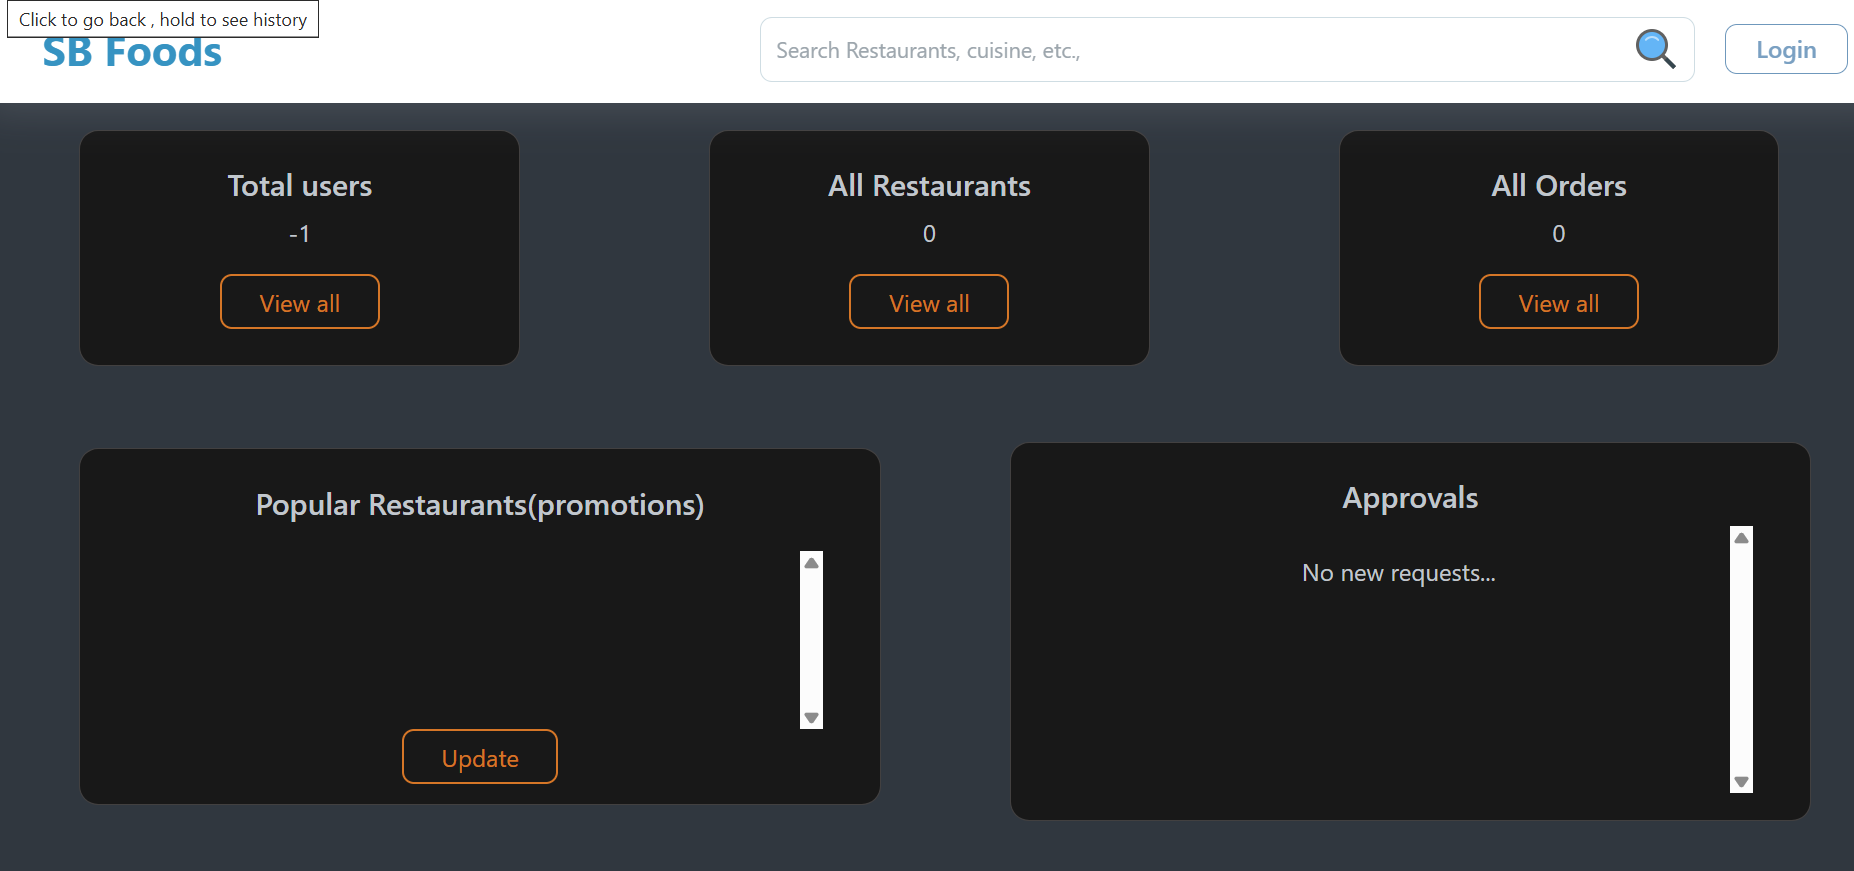 Click to go back , hold to see history
SB Foods
Search Restaurants, cuisine, etc.,
Login
Total users
-1
View all
All Restaurants
0
View all
All Orders
0
View all
Popular Restaurants(promotions)
Update
Approvals
No new requests...